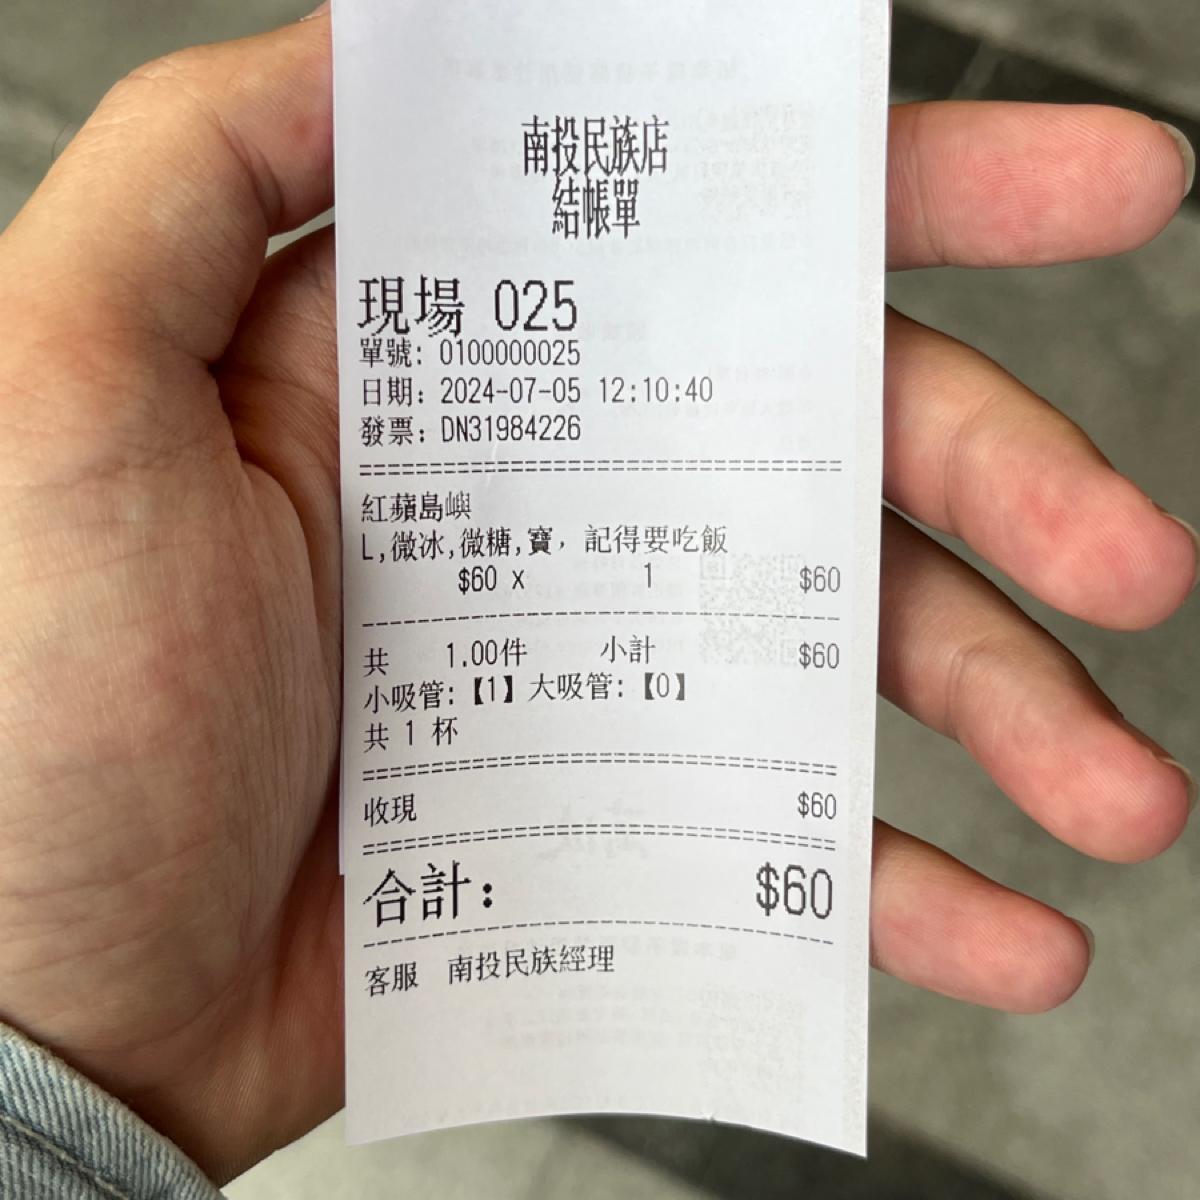 南投民族店
結帳單
現場 025
單號: 0100000025
日期: 2024-07-05 12:10:40
發票: DN31984226
紅蘋島嶼
L,微冰,微糖,寶，記得要吃飯
$60 x 1 $60
共 1.00件 小計 $60
小吸管:【1】大吸管:【0】
共 1 杯
收現 $60
合計: $60
客服 南投民族經理